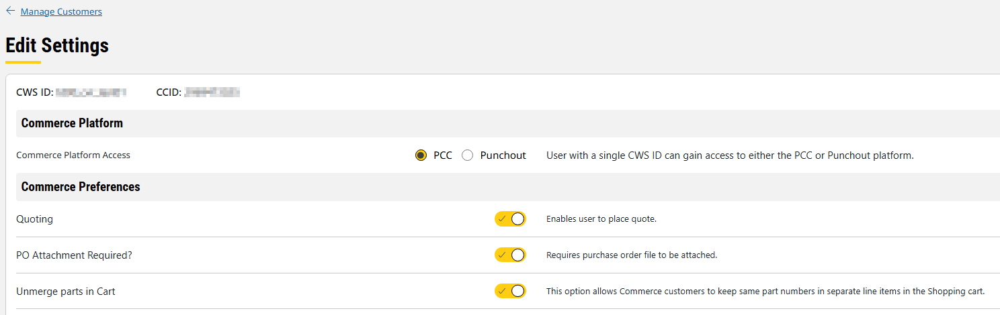 Manage Customers
Edit Settings
CWS ID: CCID:
Commerce Platform
Commerce Platform Access PCC Punchout User with a single CWS ID can gain access to either the PCC or Punchout platform.
Commerce Preferences
Quoting Enables user to place quote.
PO Attachment Required? Requires purchase order file to be attached.
Unmerge parts in Cart This option allows Commerce customers to keep same part numbers in separate line items in the Shopping cart.